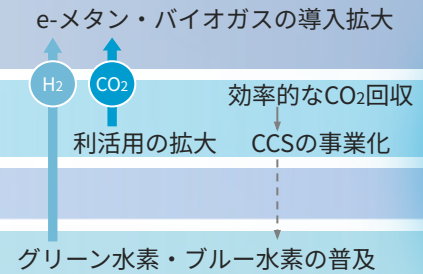 e-メタン・バイオガスの導入拡大
H2 CO2
効率的なCO2回収
利活用の拡大 CCSの事業化
グリーン水素・ブルー水素の普及